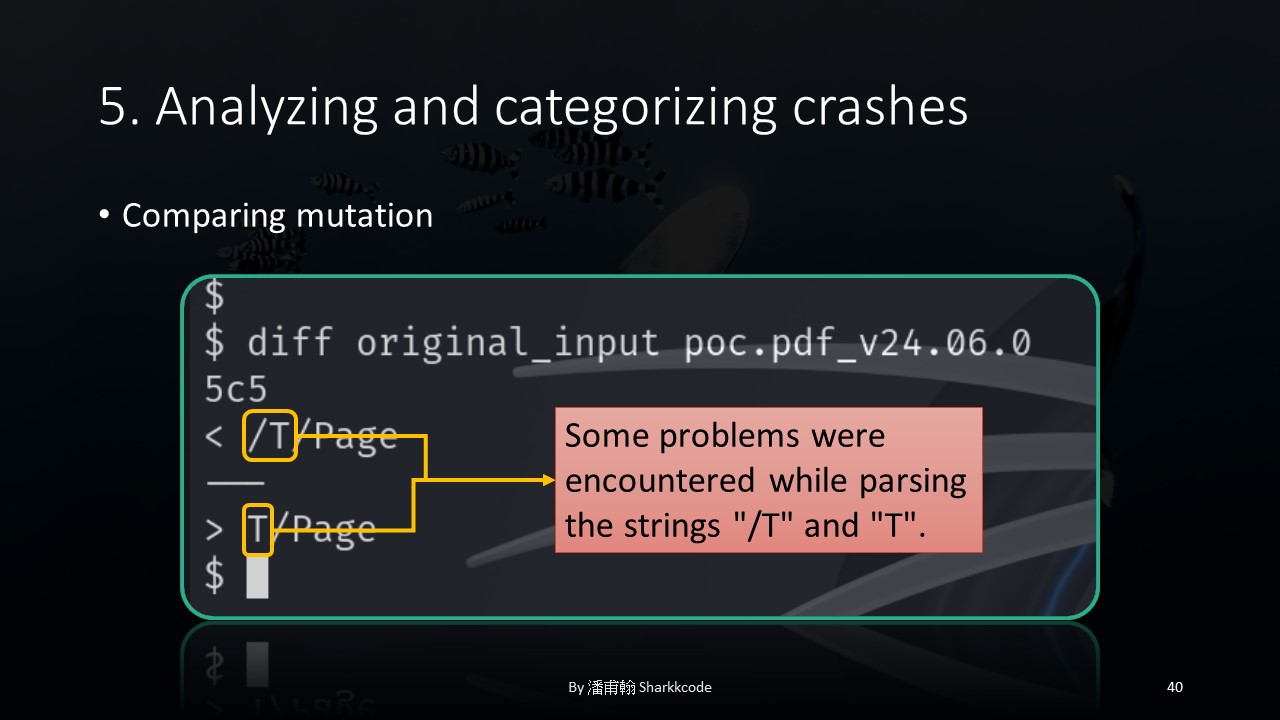 5. Analyzing and categorizing crashes
• Comparing mutation
$
$ diff original_input poc.pdf_v24.06.0
5c5
< /T/Page
---
> T/Page
$
Some problems were
encountered while parsing
the strings "/T" and "T".
By 潘甫翰 Sharkkcode
40